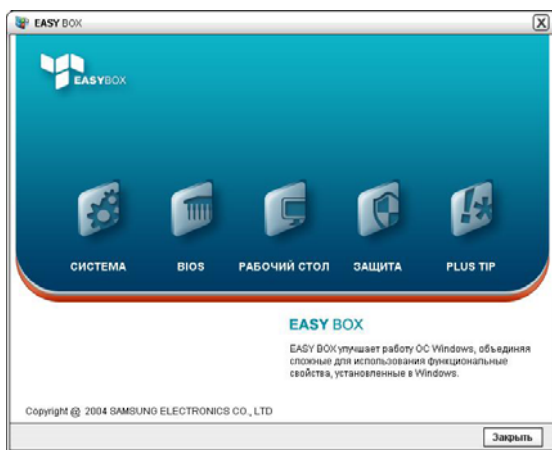 EASY BOX
EASYBOX
СИСТЕМА BIOS РАБОЧИЙ СТОЛ ЗАЩИТА PLUS TIP
EASY BOX
EASY BOX улучшает работу ОС Windows, объединяя
сложные для использования функциональные
свойства, установленные в Windows.
Copyright @ 2004 SAMSUNG ELECTRONICS CO., LTD
Закрыть